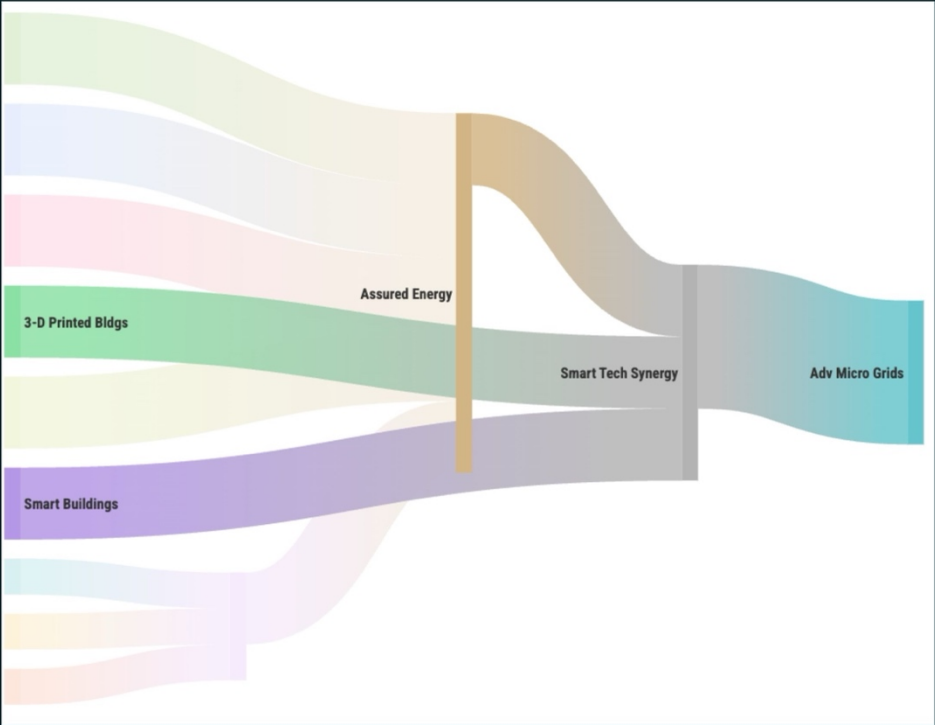 Assured Energy
3-D Printed Bldgs
Smart Tech Synergy
Adv Micro Grids
Smart Buildings